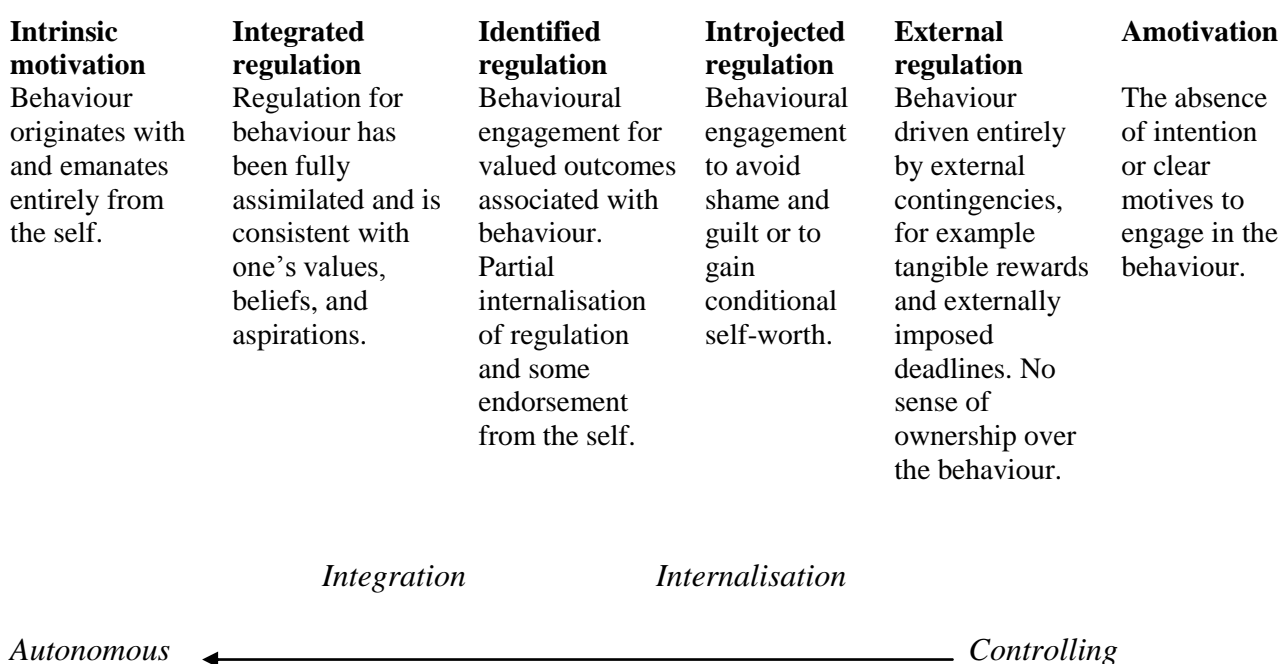 Intrinsic motivation
Behaviour
originates with
and emanates
entirely from
the self.
Integrated regulation
Regulation for
behaviour has
been fully
assimilated and is
consistent with
one’s values,
beliefs, and
aspirations.
Identified regulation
Behavioural
engagement for
valued outcomes
associated with
behaviour.
Partial
internalisation
of regulation
and some
endorsement
from the self.
Introjected regulation
Behavioural
engagement
to avoid
shame and
guilt or to
gain
conditional
self-worth.
External regulation
Behaviour
driven entirely
by external
contingencies,
for example
tangible rewards
and externally
imposed
deadlines. No
sense of
ownership over
the behaviour.
Amotivation
The absence
of intention
or clear
motives to
engage in the
behaviour.
Integration
Internalisation
Autonomous
Controlling